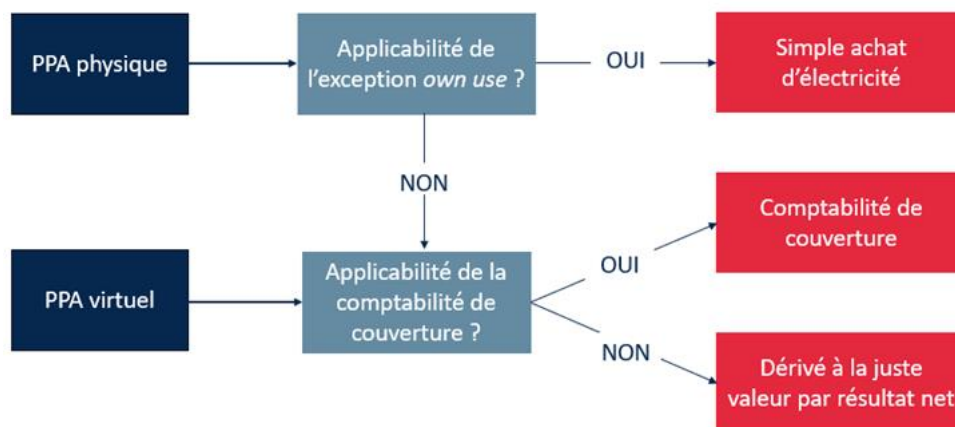 PPA physique
Applicabilité de
l'exception own use ?
OUI
Simple achat
d'électricité
NON
PPA virtuel
Applicabilité de la
comptabilité de
couverture ?
OUI
Comptabilité de
couverture
NON
Dérivé à la juste
valeur par résultat net